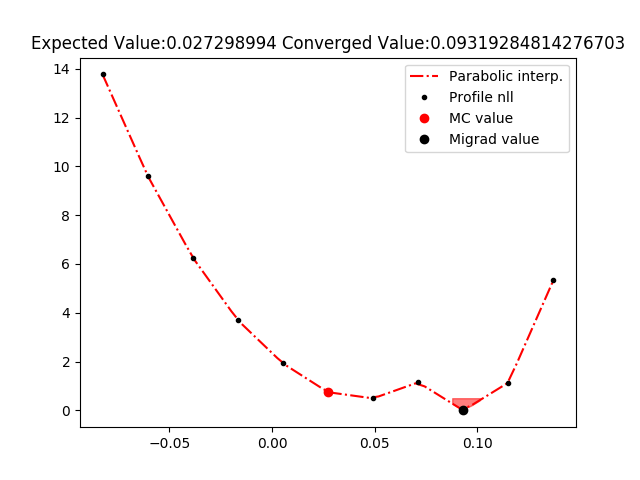 Expected Value:0.027298994 Converged Value:0.09319284814276703
14
12
10
8
6
4
2
0
−0.05
0.00
0.05
0.10
Parabolic interp.
Profile nll
MC value
Migrad value